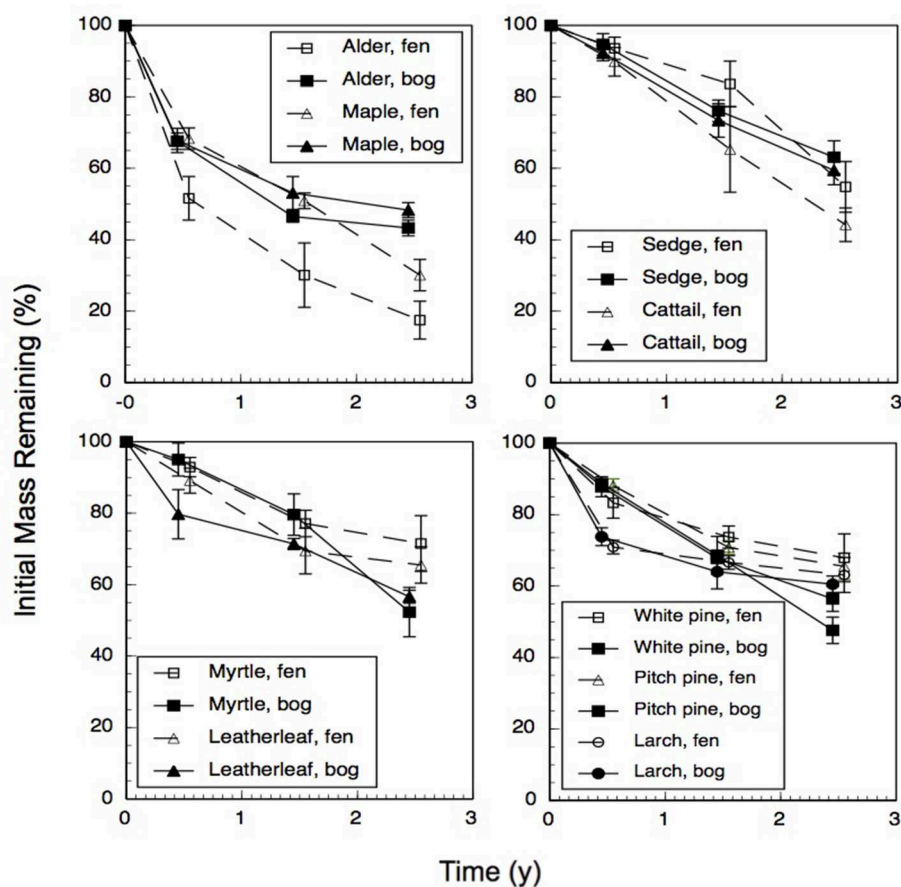 Initial Mass Remaining (%)
100
80
60
40
20
0
-0
1
2
3
Alder, fen
Alder, bog
Maple, fen
Maple, bog
100
80
60
40
20
0
0
1
2
3
Sedge, fen
Sedge, bog
Cattail, fen
Cattail, bog
100
80
60
40
20
0
0
1
2
3
Myrtle, fen
Myrtle, bog
Leatherleaf, fen
Leatherleaf, bog
100
80
60
40
20
0
0
1
2
3
White pine, fen
White pine, bog
Pitch pine, fen
Pitch pine, bog
Larch, fen
Larch, bog
Time (y)